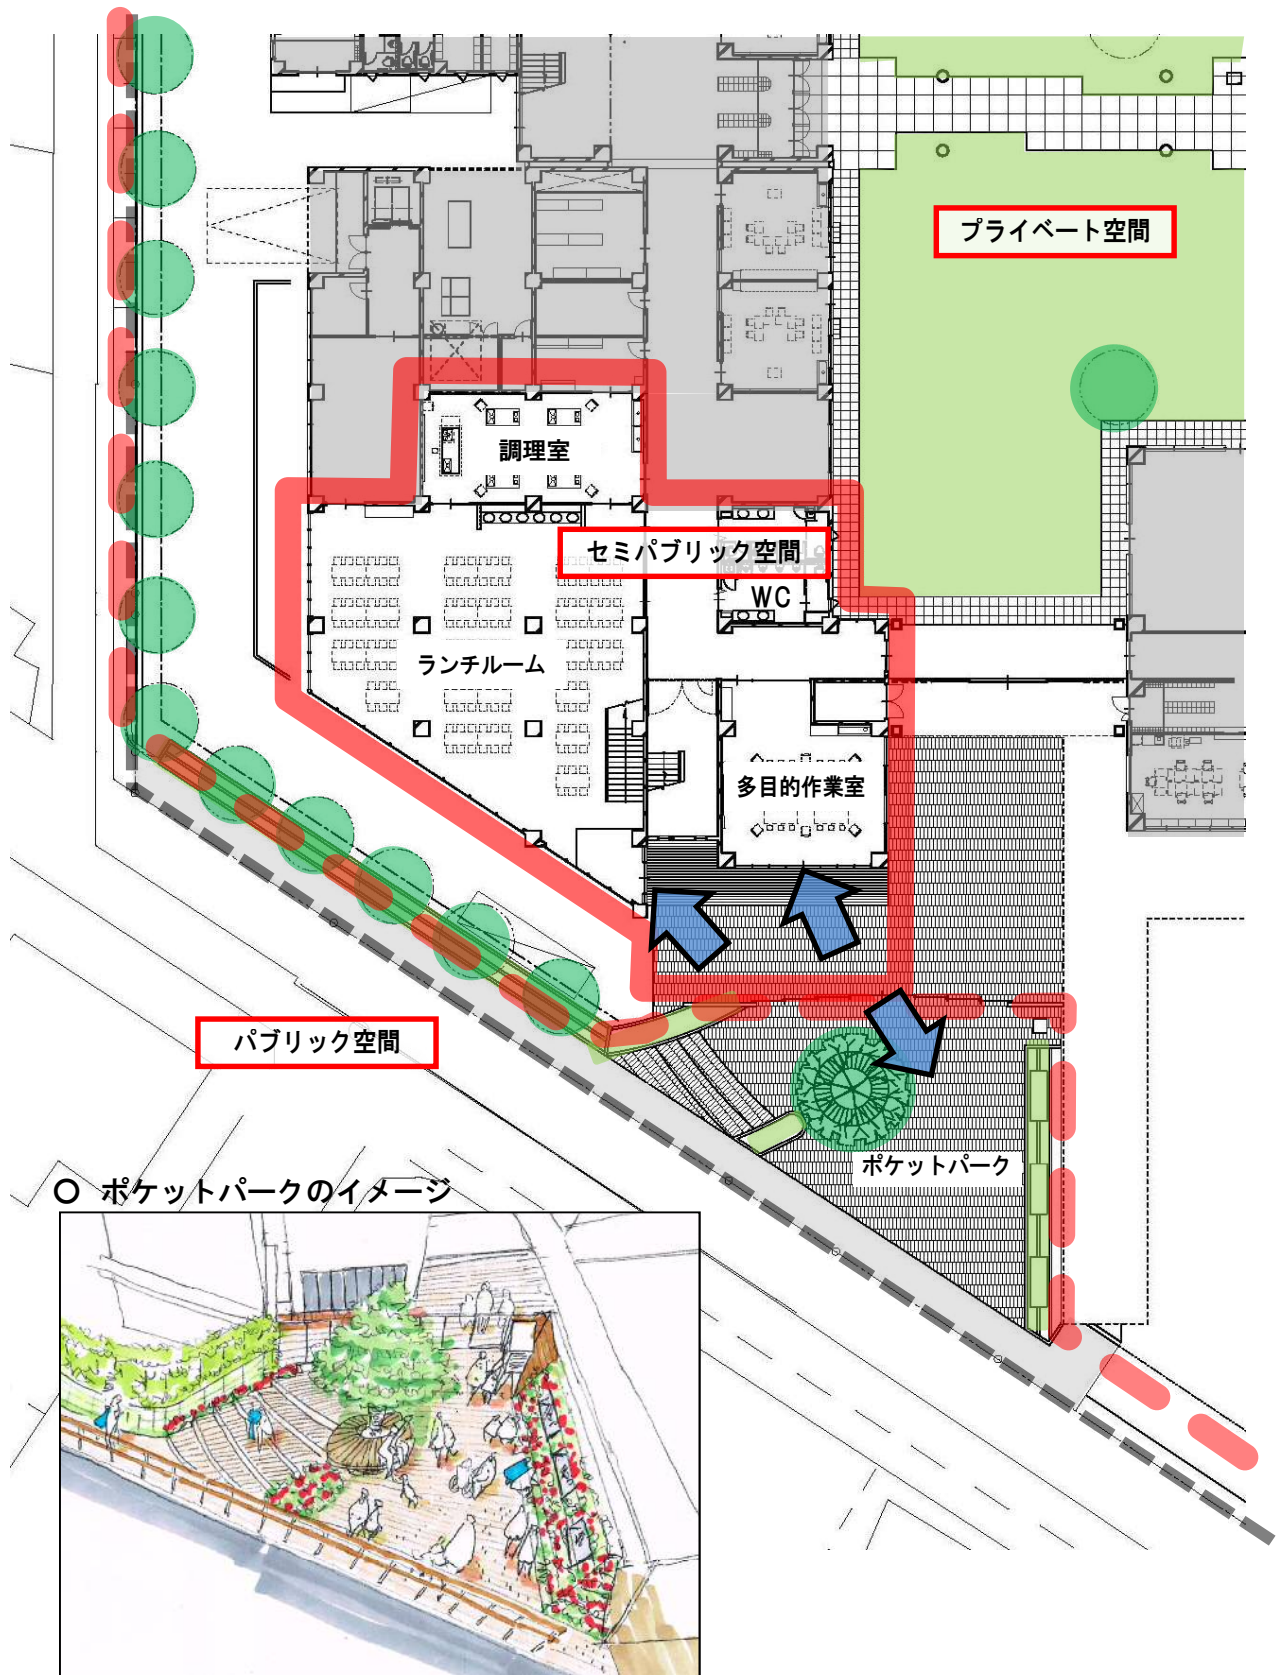 プライベート空間
調理室
セミパブリック空間
WC
ランチルーム
多目的作業室
パブリック空間
ポケットパーク
○ ポケットパークのイメージ